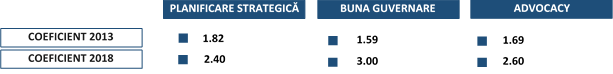 PLANIFICARE STRATEGICĂ BUNA GUVERNARE ADVOCACY
COEFICIENT 2013 1.82 1.59 1.69
COEFICIENT 2018 2.40 3.00 2.60